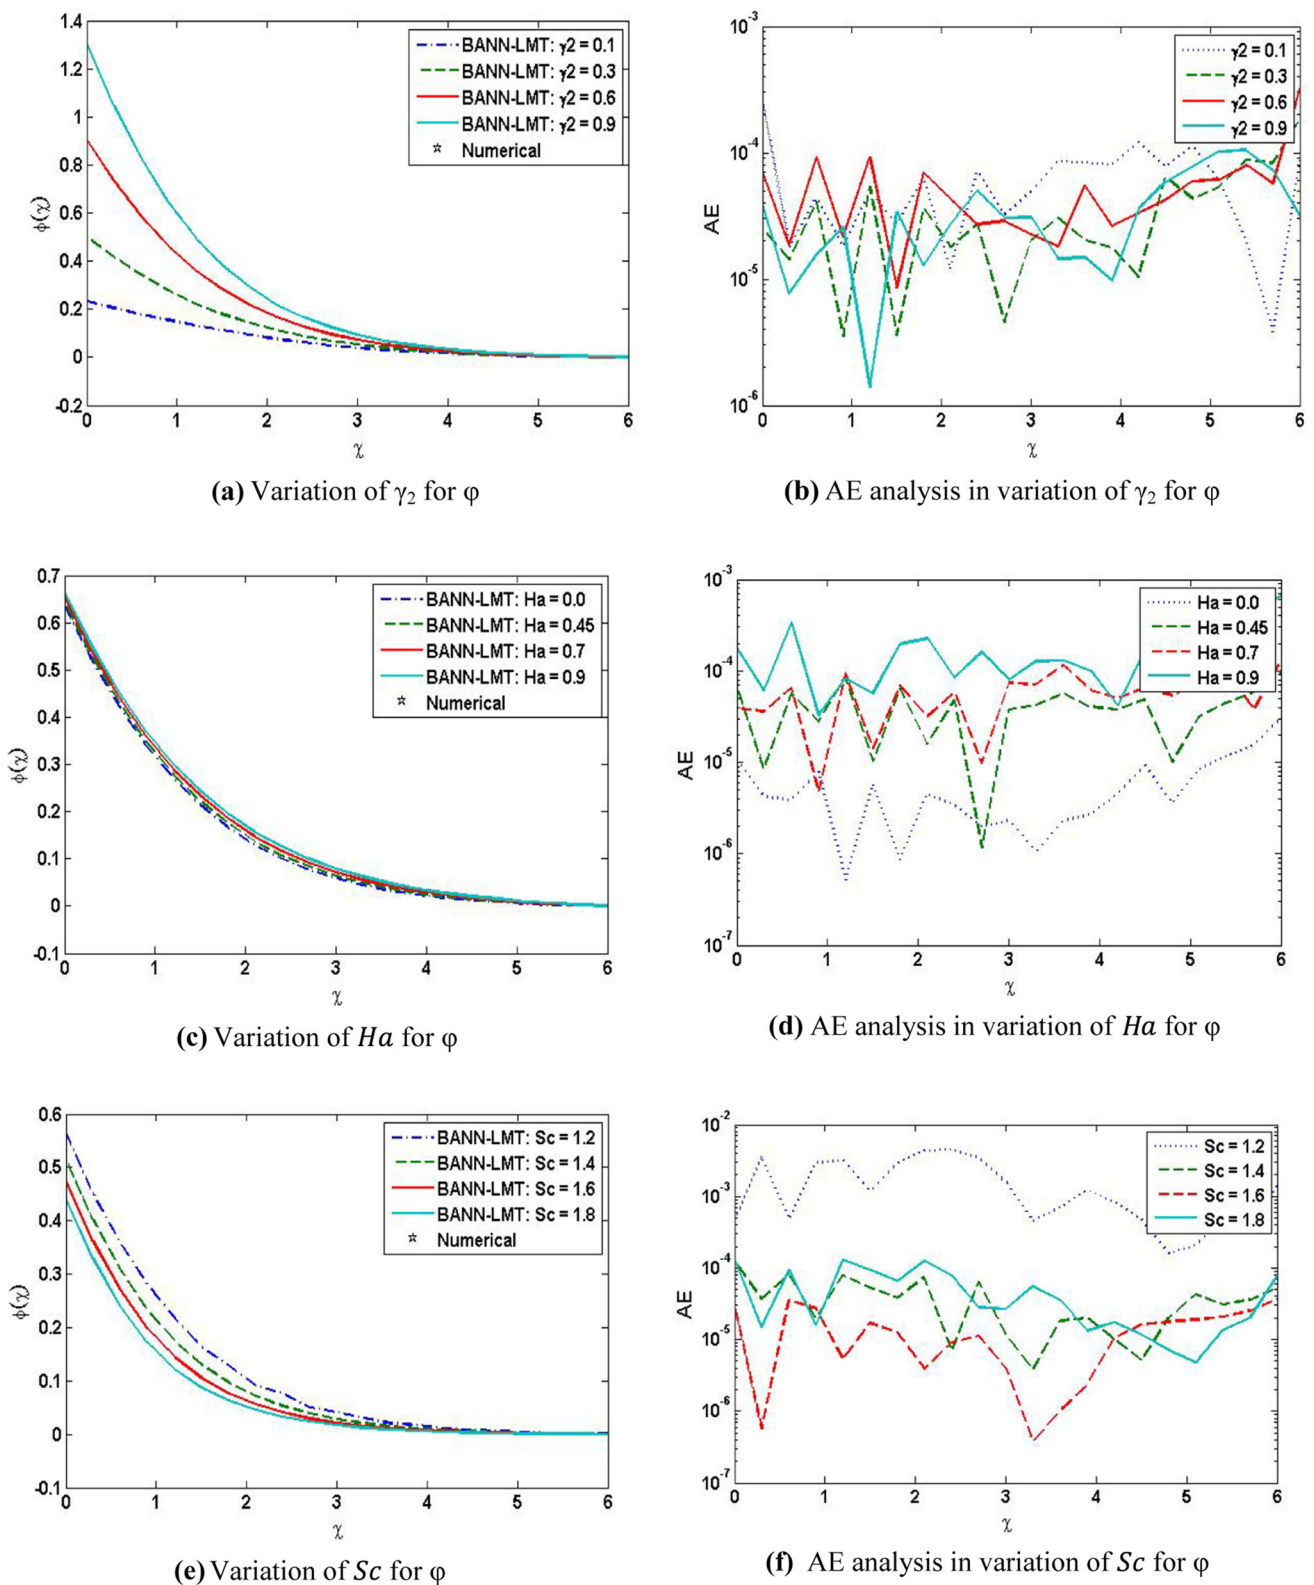 1.4
1.2
1
0.8
0.6
0.4
0.2
0
-0.2
ϕ(χ)
BANN-LMT: γ2 = 0.1
BANN-LMT: γ2 = 0.3
BANN-LMT: γ2 = 0.6
BANN-LMT: γ2 = 0.9
☆ Numerical
0 1 2 3 4 5 6
χ
(a) Variation of γ₂ for φ
10⁻³
10⁻⁴
10⁻⁵
10⁻⁶
AE
γ2 = 0.1
γ2 = 0.3
γ2 = 0.6
γ2 = 0.9
0 1 2 3 4 5 6
χ
(b) AE analysis in variation of γ₂ for φ
0.7
0.6
0.5
0.4
0.3
0.2
0.1
0
-0.1
ϕ(χ)
BANN-LMT: Ha = 0.0
BANN-LMT: Ha = 0.45
BANN-LMT: Ha = 0.7
BANN-LMT: Ha = 0.9
☆ Numerical
0 1 2 3 4 5 6
χ
(c) Variation of Ha for φ
10⁻³
10⁻⁴
10⁻⁵
10⁻⁶
10⁻⁷
AE
Ha = 0.0
Ha = 0.45
Ha = 0.7
Ha = 0.9
0 1 2 3 4 5 6
χ
(d) AE analysis in variation of Ha for φ
0.6
0.5
0.4
0.3
0.2
0.1
0
-0.1
ϕ(χ)
BANN-LMT: Sc = 1.2
BANN-LMT: Sc = 1.4
BANN-LMT: Sc = 1.6
BANN-LMT: Sc = 1.8
☆ Numerical
0 1 2 3 4 5 6
χ
(e) Variation of Sc for φ
10⁻²
10⁻³
10⁻⁴
10⁻⁵
10⁻⁶
10⁻⁷
AE
Sc = 1.2
Sc = 1.4
Sc = 1.6
Sc = 1.8
0 1 2 3 4 5 6
χ
(f) AE analysis in variation of Sc for φ